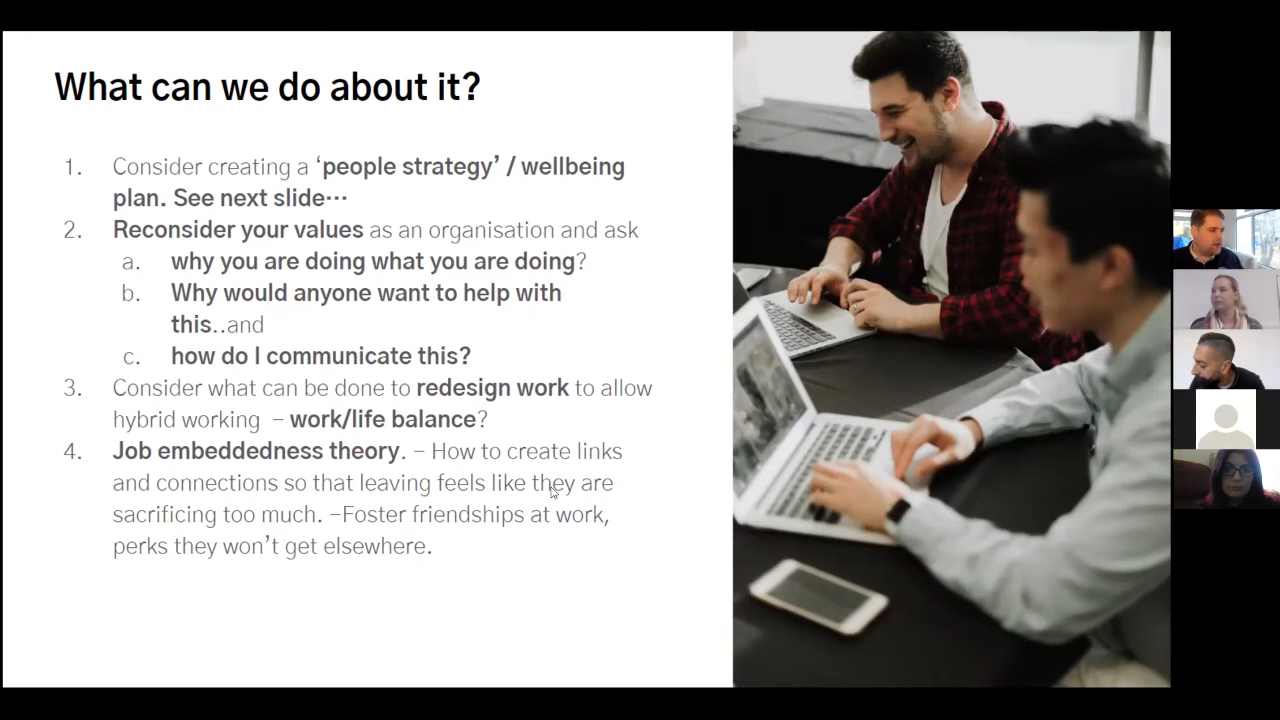 What can we do about it?
1. Consider creating a ‘people strategy’ / wellbeing
plan. See next slide…
2. Reconsider your values as an organisation and ask
a. why you are doing what you are doing?
b. Why would anyone want to help with
this..and
c. how do I communicate this?
3. Consider what can be done to redesign work to allow
hybrid working – work/life balance?
4. Job embeddedness theory. – How to create links
and connections so that leaving feels like they are
sacrificing too much. –Foster friendships at work,
perks they won’t get elsewhere.